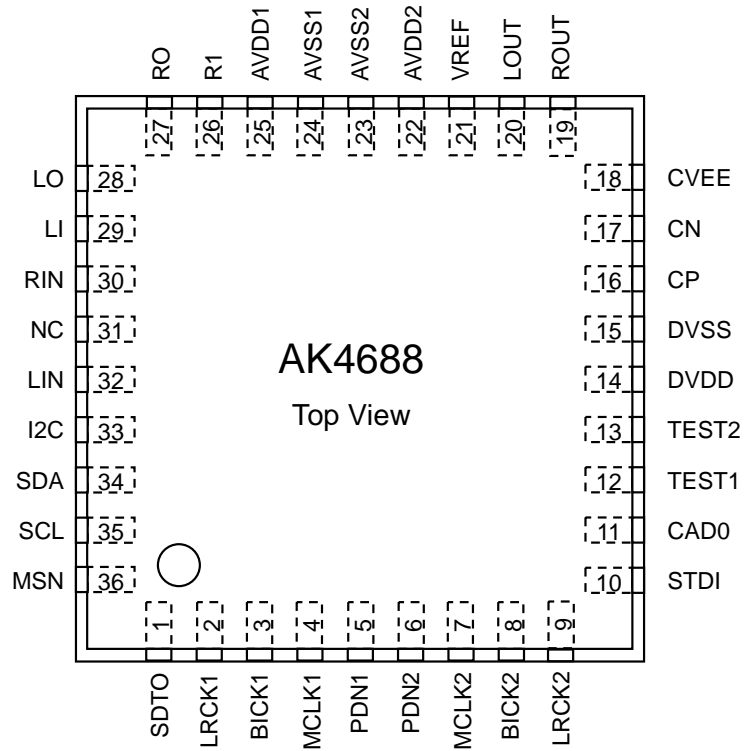 RO R1 AVDD1 AVSS1 AVSS2 AVDD2 VREF LOUT ROUT
27 26 25 24 23 22 21 20 19
LO 28 18 CVEE
LI 29 17 CN
RIN 30 16 CP
NC 31 15 DVSS
LIN 32 14 DVDD
I2C 33 13 TEST2
SDA 34 12 TEST1
SCL 35 11 CAD0
MSN 36 10 STDI
AK4688
Top View
1 2 3 4 5 6 7 8 9
SDTO LRCK1 BICK1 MCLK1 PDN1 PDN2 MCLK2 BICK2 LRCK2